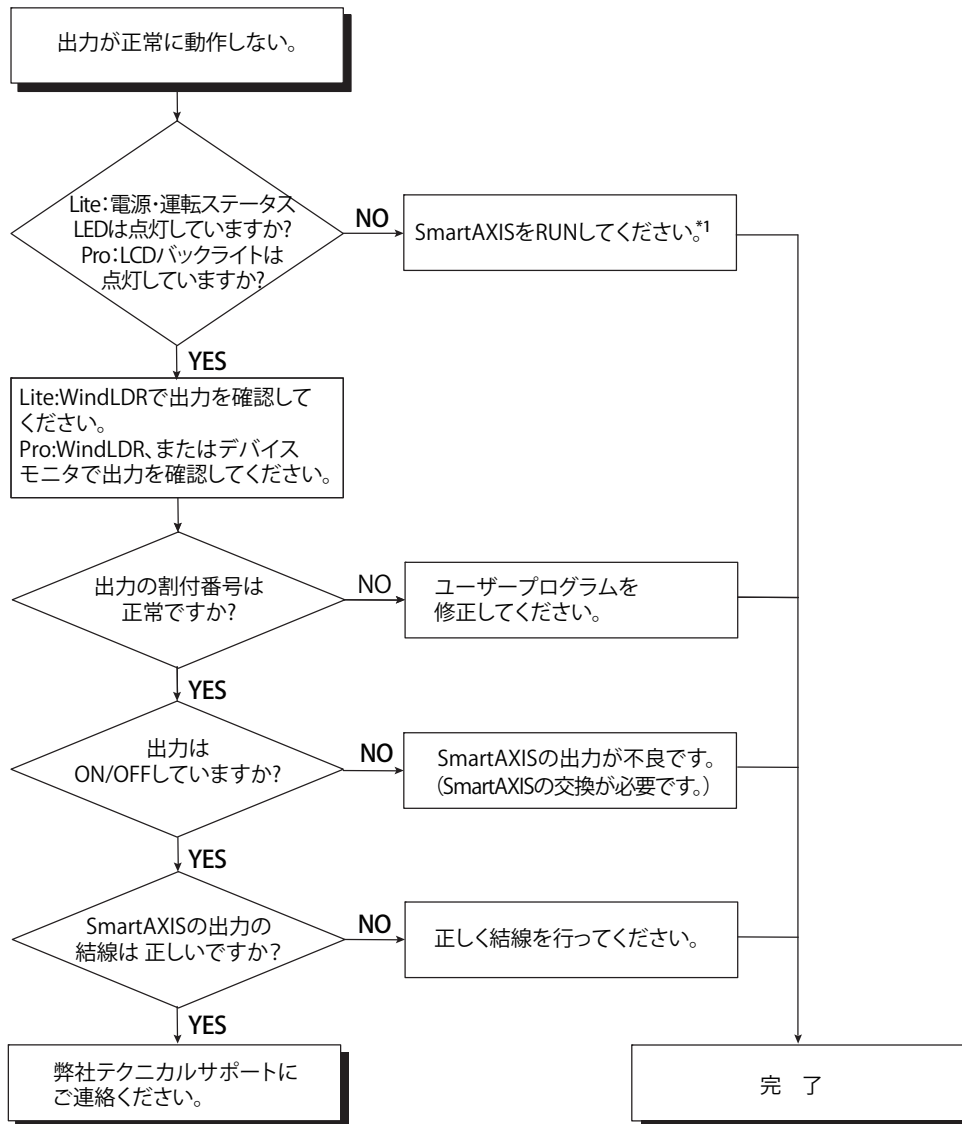 出力が正常に動作しない。
Lite：電源・運転ステータス
LEDは点灯していますか?
Pro：LCDバックライトは
点灯していますか?
NO
SmartAXISをRUNしてください。*1
YES
Lite:WindLDRで出力を確認して
ください。
Pro:WindLDR、またはデバイス
モニタで出力を確認してください。
出力の割付番号は
正常ですか?
NO
ユーザープログラムを
修正してください。
YES
出力は
ON/OFFしていますか?
NO
SmartAXISの出力が不良です。
（SmartAXISの交換が必要です。）
YES
SmartAXISの出力の
結線は 正しいですか?
NO
正しく結線を行ってください。
YES
弊社テクニカルサポートに
ご連絡ください。
完　了